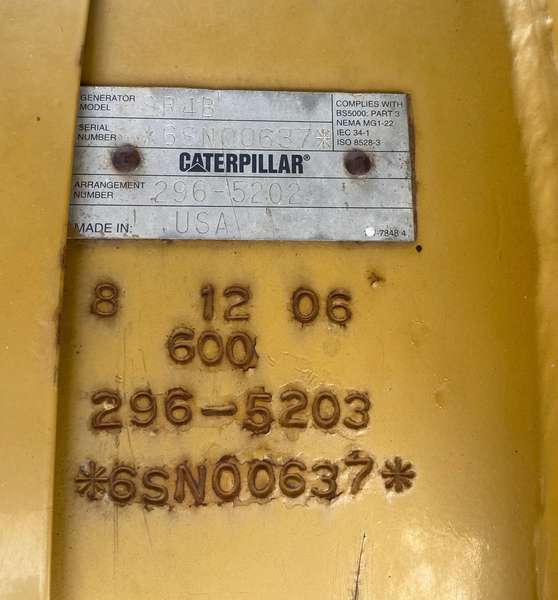 GENERATOR MODEL SR4B
SERIAL NUMBER *6SN00637*
COMPLIES WITH
BS5000: PART 3
NEMA MG1-22
IEC 34-1
ISO 8528-3
CATERPILLAR®
ARRANGEMENT NUMBER 296-5202
MADE IN: USA
8 12 06
600
296-5203
*6SN00637*